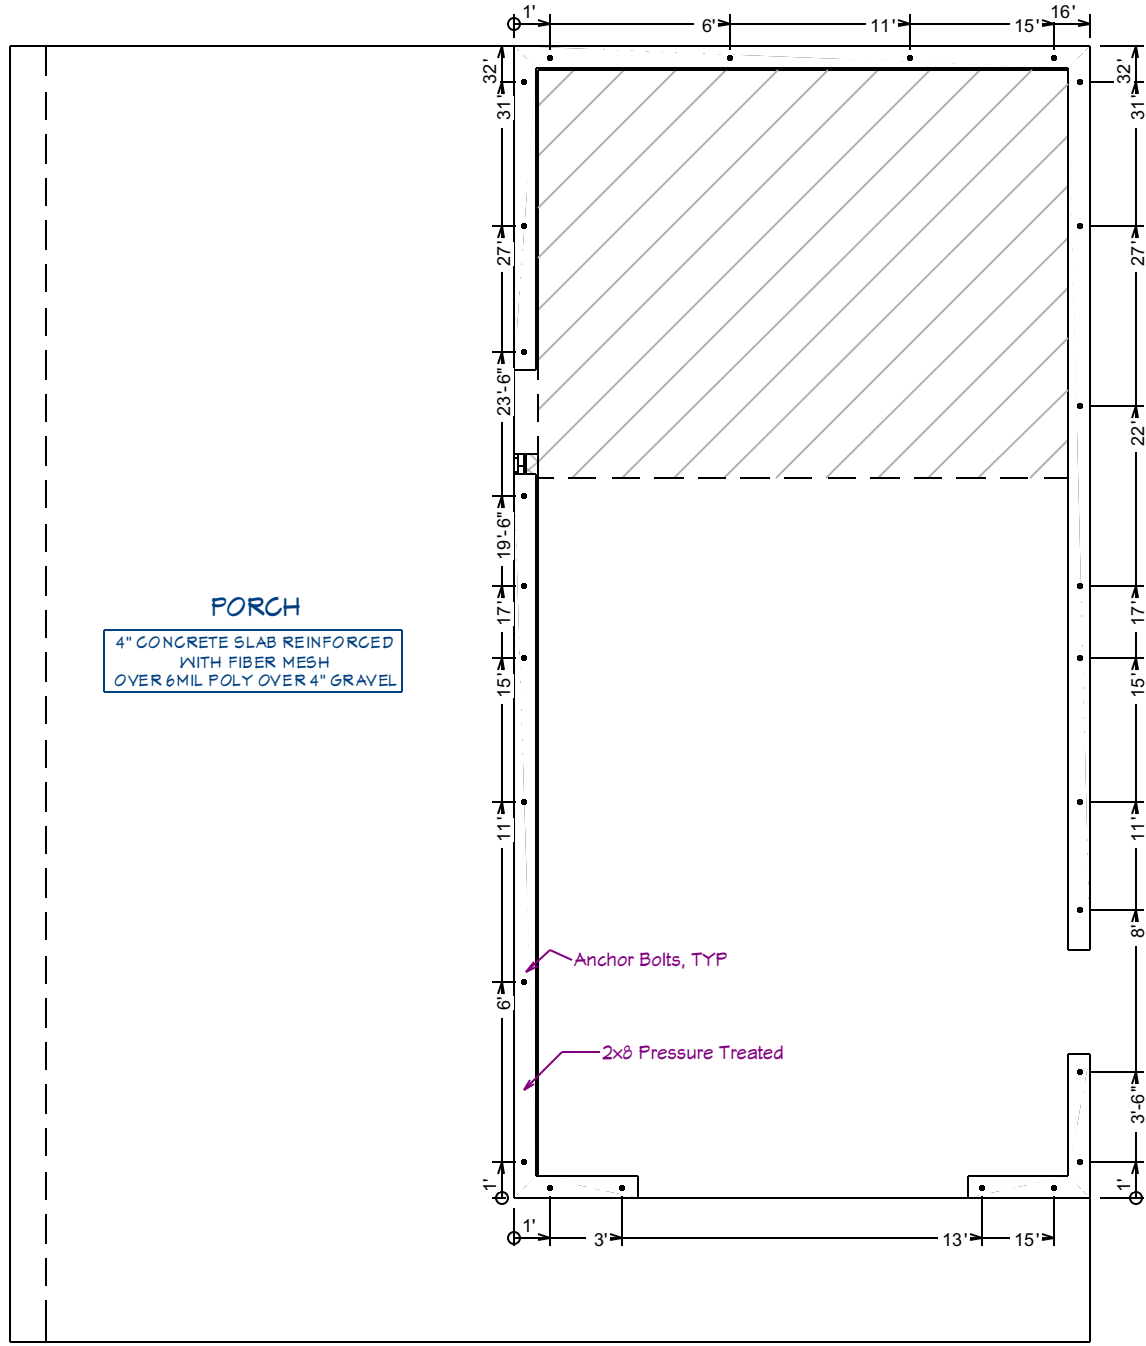 1' 6' 11' 15' 16'
32' 32'
31' 31'
27' 27'
23'-6" 22'
19'-6"
17' 17'
PORCH
4" CONCRETE SLAB REINFORCED
WITH FIBER MESH
OVER 6MIL POLY OVER 4" GRAVEL
15' 15'
11' 11'
8'
Anchor Bolts, TYP
6'
2x8 Pressure Treated
3'-6"
1' 1'
1' 3' 13' 15'